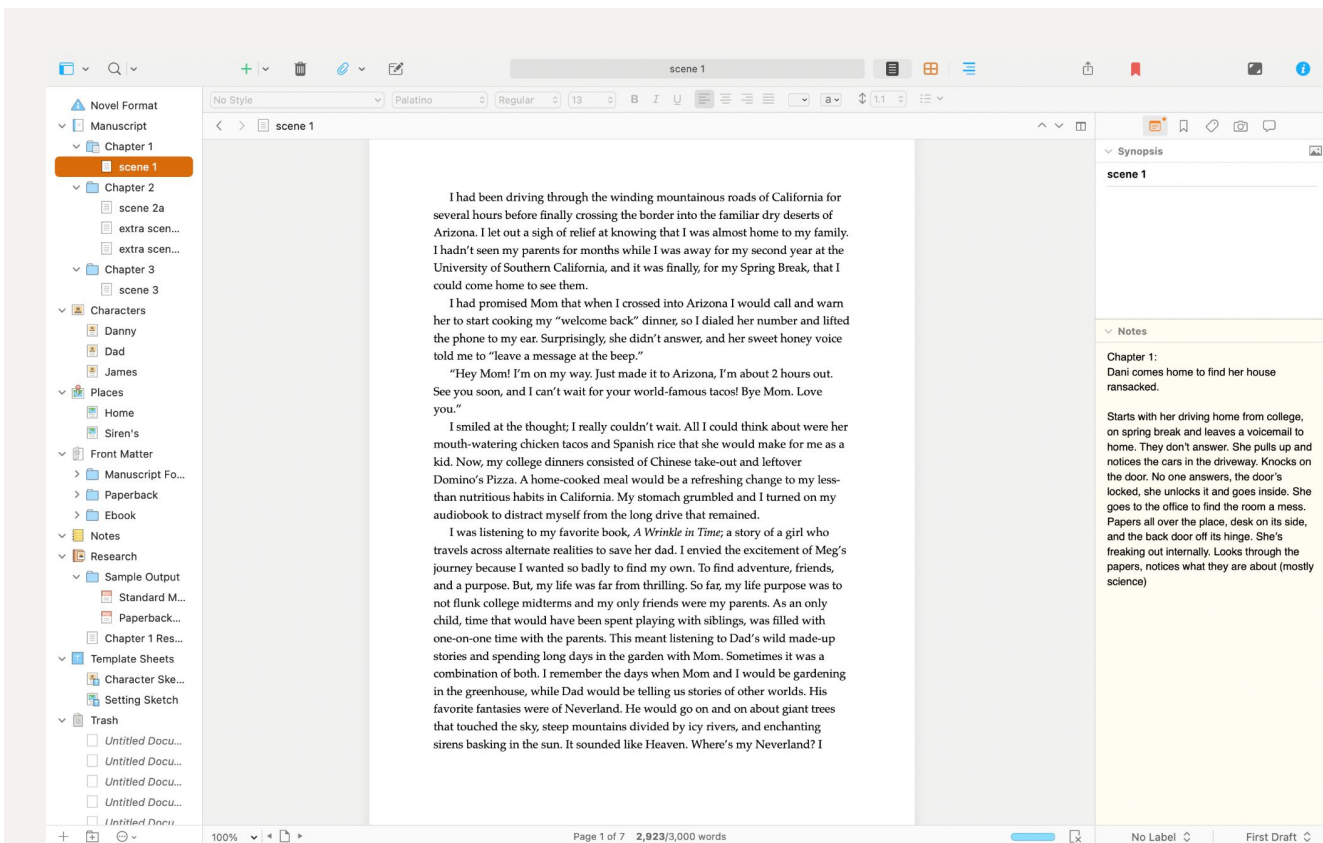 scene 1
No Style
Palatino
Regular
13
B I U
a
1.1
Novel Format
Manuscript
Chapter 1
scene 1
Chapter 2
scene 2a
extra scen...
extra scen...
Chapter 3
scene 3
Characters
Danny
Dad
James
Places
Home
Siren's
Front Matter
Manuscript Fo...
Paperback
Ebook
Notes
Research
Sample Output
Standard M...
Paperback...
Chapter 1 Res...
Template Sheets
Character Ske...
Setting Sketch
Trash
Untitled Docu...
Untitled Docu...
Untitled Docu...
Untitled Docu...
Untitled Docu...
scene 1
I had been driving through the winding mountainous roads of California for
several hours before finally crossing the border into the familiar dry deserts of
Arizona. I let out a sigh of relief at knowing that I was almost home to my family.
I hadn’t seen my parents for months while I was away for my second year at the
University of Southern California, and it was finally, for my Spring Break, that I
could come home to see them.
I had promised Mom that when I crossed into Arizona I would call and warn
her to start cooking my “welcome back” dinner, so I dialed her number and lifted
the phone to my ear. Surprisingly, she didn’t answer, and her sweet honey voice
told me to “leave a message at the beep.”
“Hey Mom! I’m on my way. Just made it to Arizona, I’m about 2 hours out.
See you soon, and I can’t wait for your world-famous tacos! Bye Mom. Love
you.”
I smiled at the thought; I really couldn’t wait. All I could think about were her
mouth-watering chicken tacos and Spanish rice that she would make for me as a
kid. Now, my college dinners consisted of Chinese take-out and leftover
Domino’s Pizza. A home-cooked meal would be a refreshing change to my less-
than nutritious habits in California. My stomach grumbled and I turned on my
audiobook to distract myself from the long drive that remained.
I was listening to my favorite book, A Wrinkle in Time; a story of a girl who
travels across alternate realities to save her dad. I envied the excitement of Meg’s
journey because I wanted so badly to find my own. To find adventure, friends,
and a purpose. But, my life was far from thrilling. So far, my life purpose was to
not flunk college midterms and my only friends were my parents. As an only
child, time that would have been spent playing with siblings, was filled with
one-on-one time with the parents. This meant listening to Dad’s wild made-up
stories and spending long days in the garden with Mom. Sometimes it was a
combination of both. I remember the days when Mom and I would be gardening
in the greenhouse, while Dad would be telling us stories of other worlds. His
favorite fantasies were of Neverland. He would go on and on about giant trees
that touched the sky, steep mountains divided by icy rivers, and enchanting
sirens basking in the sun. It sounded like Heaven. Where’s my Neverland? I
Synopsis
scene 1
Notes
Chapter 1:
Dani comes home to find her house
ransacked.
Starts with her driving home from college,
on spring break and leaves a voicemail to
home. They don't answer. She pulls up and
notices the cars in the driveway. Knocks on
the door. No one answers, the door's
locked, she unlocks it and goes inside. She
goes to the office to find the room a mess.
Papers all over the place, desk on its side,
and the back door off its hinge. She's
freaking out internally. Looks through the
papers, notices what they are about (mostly
science)
100%
Page 1 of 7 2,923/3,000 words
No Label
First Draft